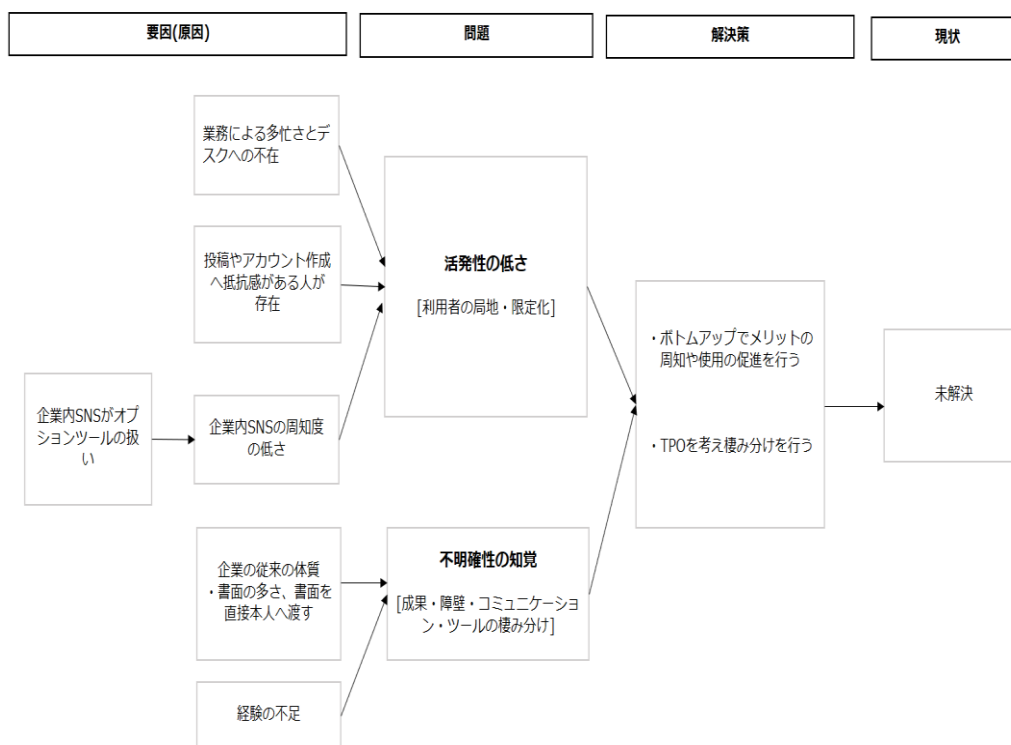 要因(原因)
問題
解決策
現状
業務による多忙さとデ
スクへの不在
投稿やアカウント作成
へ抵抗感がある人が
存在
企業内SNSがオ
プションツールの扱
い
企業内SNSの周知度
の低さ
企業の従来の体質
・書面の多さ、書面を
直接本人へ渡す
経験の不足
活発性の低さ
[利用者の局地・限定化]
不明確性の知覚
[成果・障壁・コミュニケーショ
ン・ツールの棲み分け]
・ボトムアップでメリットの
周知や使用の促進を行う
・TPOを考え棲み分けを行う
未解決